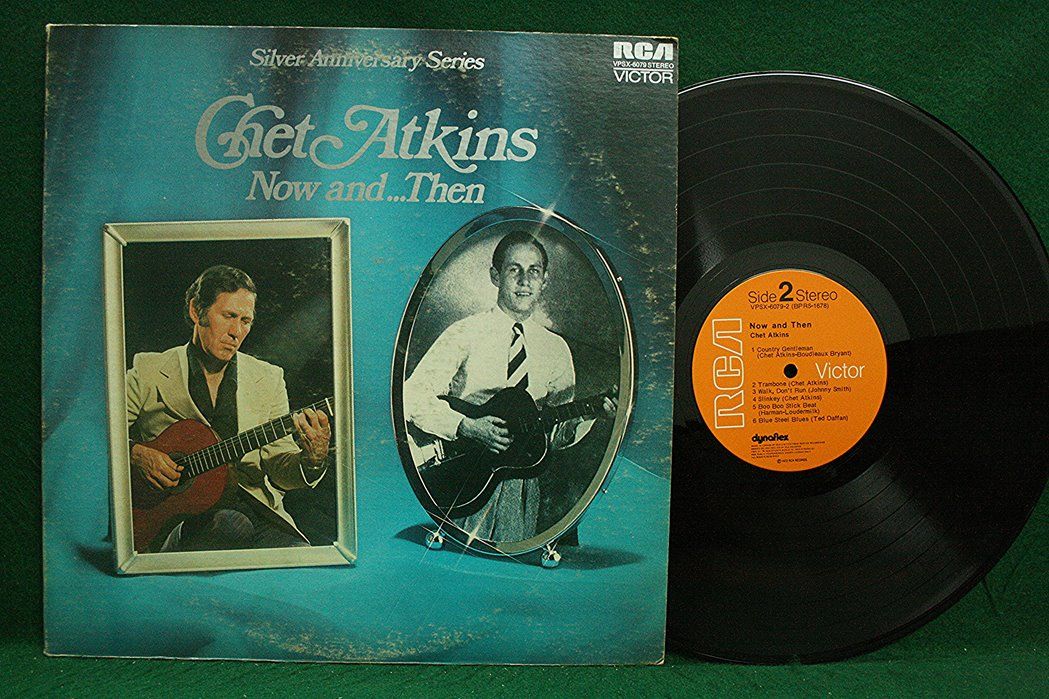 Silver Anniversary Series
RCA
VPSX-6079 STEREO
VICTOR
Chet Atkins
Now and...Then
Side 2 Stereo
VPSX-6079-2 (BPRS-1678)
Now and Then
Chet Atkins
1 Country Gentleman
(Chet Atkins-Boudleaux Bryant)
RCA Victor
2 Trambone (Chet Atkins)
3 Walk, Don't Run (Johnny Smith)
4 Slinkey (Chet Atkins)
5 Boo Boo Stick Beat
(Harman-Loudermilk)
6 Blue Steel Blues (Ted Daffan)
dynaflex